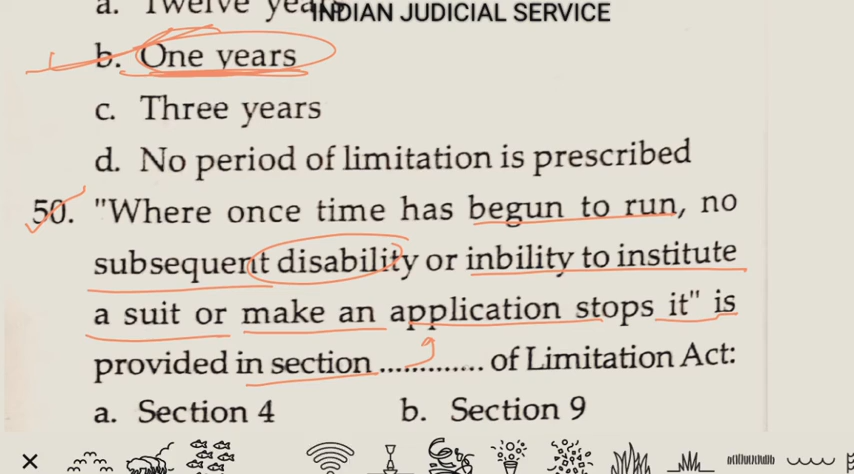 a. Twelve years
INDIAN JUDICIAL SERVICE
b. One years
c. Three years
d. No period of limitation is prescribed
50. "Where once time has begun to run, no
subsequent disability or inbility to institute
a suit or make an application stops it" is
provided in section ............. of Limitation Act:
a. Section 4 b. Section 9